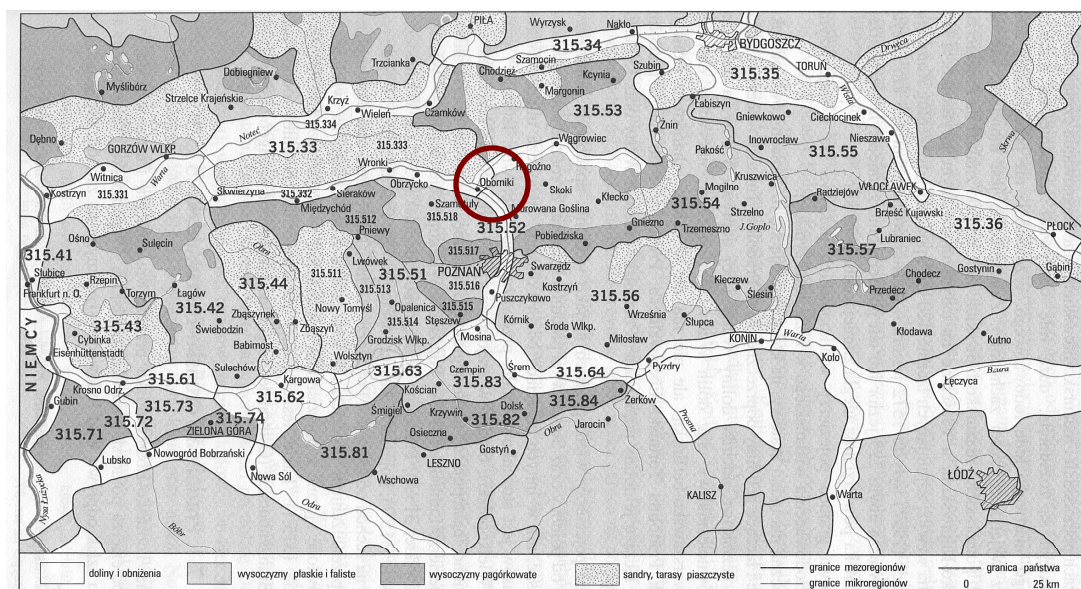 PIŁA
Wyrzysk
Nakło
BYDGOSZCZ
Drwęca
315.34
Trzcianka
Szamocin
Szubin
TORUŃ
Dobiegniew
Chodzież
Kcynia
315.35
Myślibórz
Margonin
Wisła
Strzelce Krajeńskie
Krzyż
Wieleń
Czarnków
315.53
Łabiszyn
Gniewkowo
Ciechocinek
315.334
Noteć
Żnin
Nieszawa
Skrwa
Dębno
GORZÓW WLKP.
315.33
315.333
Wągrowiec
Pakość
Inowrocław
315.55
Wronki
Rogoźno
Witnica
Warta
Oborniki
Kruszwica
Kostrzyn
315.331
Skwierzyna
315.332
Sieraków
Obrzycko
Skoki
Mogilno
Radziejów
WŁOCŁAWEK
Międzychód
Szamotuły
Kłecko
315.54
Strzelno
Brześć Kujawski
315.36
315.512
315.518
Murowana Goślina
315.52
Gniezno
Trzemeszno
J.Gopło
Lubraniec
PŁOCK
Ośno
Sulęcin
Obra
Pniewy
Pobiedziska
315.57
315.41
315.517
Lwówek
Słubice
Rzepin
315.44
315.511
315.51
POZNAŃ
Swarzędz
Kleczew
Chodecz
Gostynin
Gąbin
Frankfurt n. O.
Torzym
Łagów
315.513
315.516
Kostrzyn
Ślesin
Przedecz
315.42
Nowy Tomyśl
Opalenica
Puszczykowo
315.56
Zbąszynek
Zbąszyń
315.515
Września
315.43
Świebodzin
315.514
Stęszew
Kórnik
Środa Wlkp.
Słupca
Kłodawa
Cybinka
Grodzisk Wlkp.
Mosina
Kutno
NIEMCY
Babimost
Miłosław
KONIN
Warta
Eisenhüttenstadt
Wolsztyn
Koło
Sulechów
315.63
Czempiń
Śrem
Pyzdry
Krosno Odrz.
315.61
Kargowa
315.83
315.64
Bzura
Łęczyca
Gubin
315.62
Kościan
315.73
Śmigiel
Dolsk
315.84
Żerków
315.72
315.74
Krzywiń
315.82
Prosna
315.71
ZIELONA GÓRA
Obra
Jarocin
Osieczna
315.81
Gostyń
Nowogród Bobrzański
Lubsko
LESZNO
ŁÓDŹ
Nowa Sól
Wschowa
Nysa Łużycka
KALISZ
Warta
Odra
Bóbr
doliny i obniżenia
wysoczyzny płaskie i faliste
wysoczyzny pagórkowate
sandry, tarasy piaszczyste
granice mezoregionów
granice mikroregionów
granica państwa
0 25 km